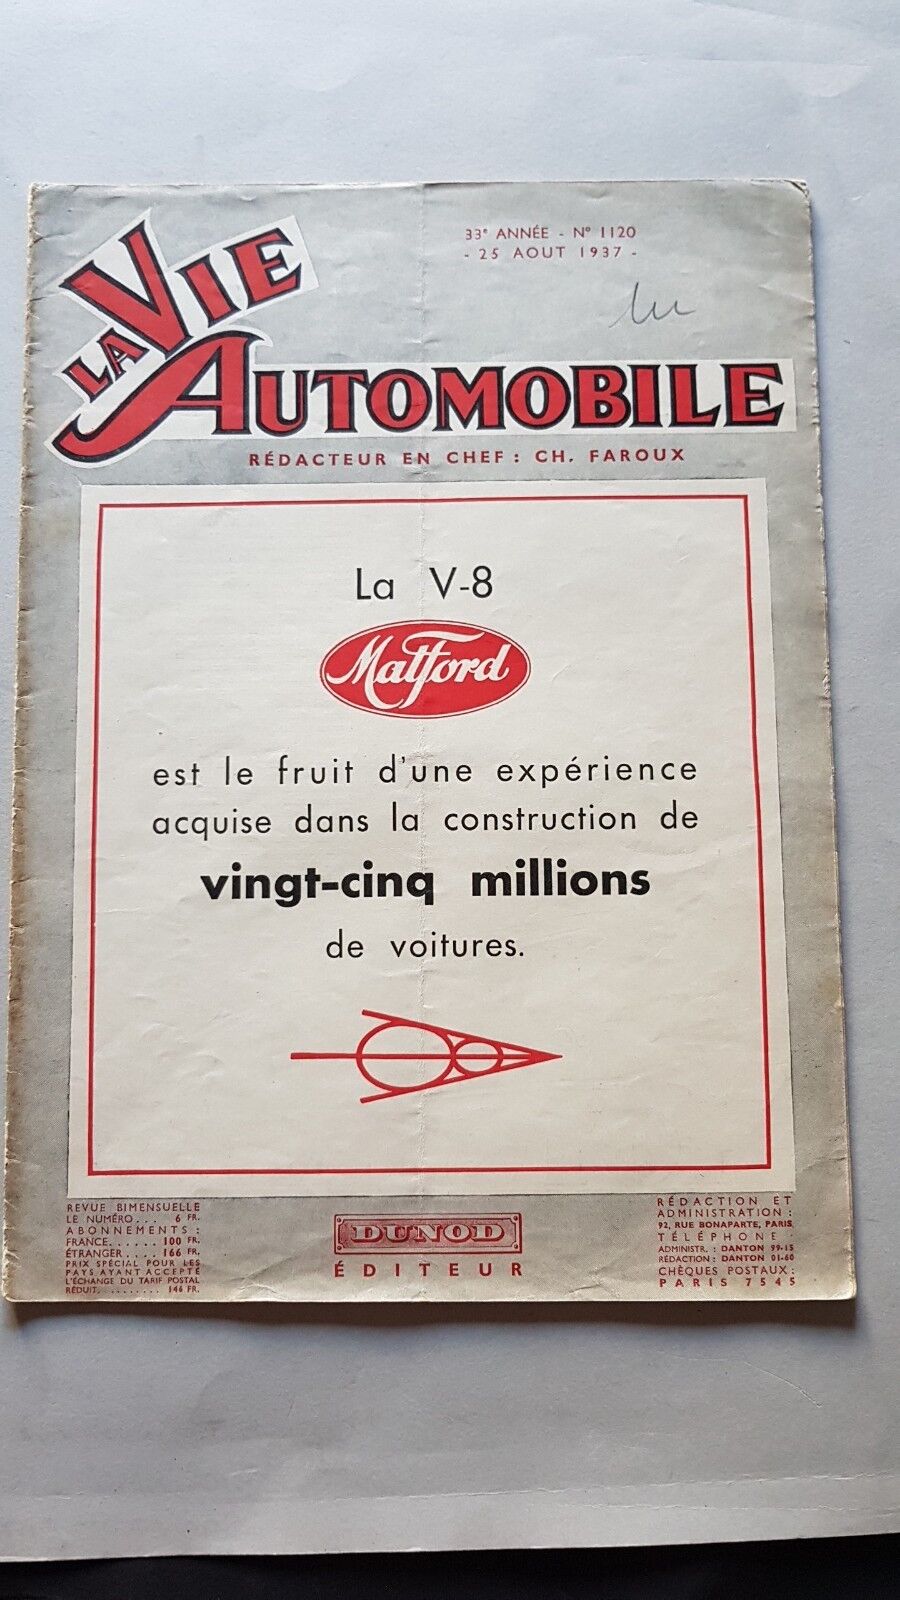 33e ANNÉE - No 1120
- 25 AOUT 1937 -
lu
LA VIE
AUTOMOBILE
RÉDACTEUR EN CHEF : CH. FAROUX
La V-8
Matford
est le fruit d'une expérience
acquise dans la construction de
vingt-cinq millions
de voitures.
REVUE BIMENSUELLE
LE NUMÉRO... 6 FR.
ABONNEMENTS :
FRANCE...... 100 FR.
ÉTRANGER.... 166 FR.
PRIX SPÉCIAL POUR LES
PAYS AYANT ACCEPTÉ
L'ÉCHANGE DU TARIF POSTAL
RÉDUIT......... 146 FR.
DUNOD
ÉDITEUR
RÉDACTION ET
ADMINISTRATION :
92, RUE BONAPARTE, PARIS
TÉLÉPHONE :
ADMINISTR. : DANTON 99-15
RÉDACTION : DANTON 01-60
CHÈQUES POSTAUX :
PARIS 7545